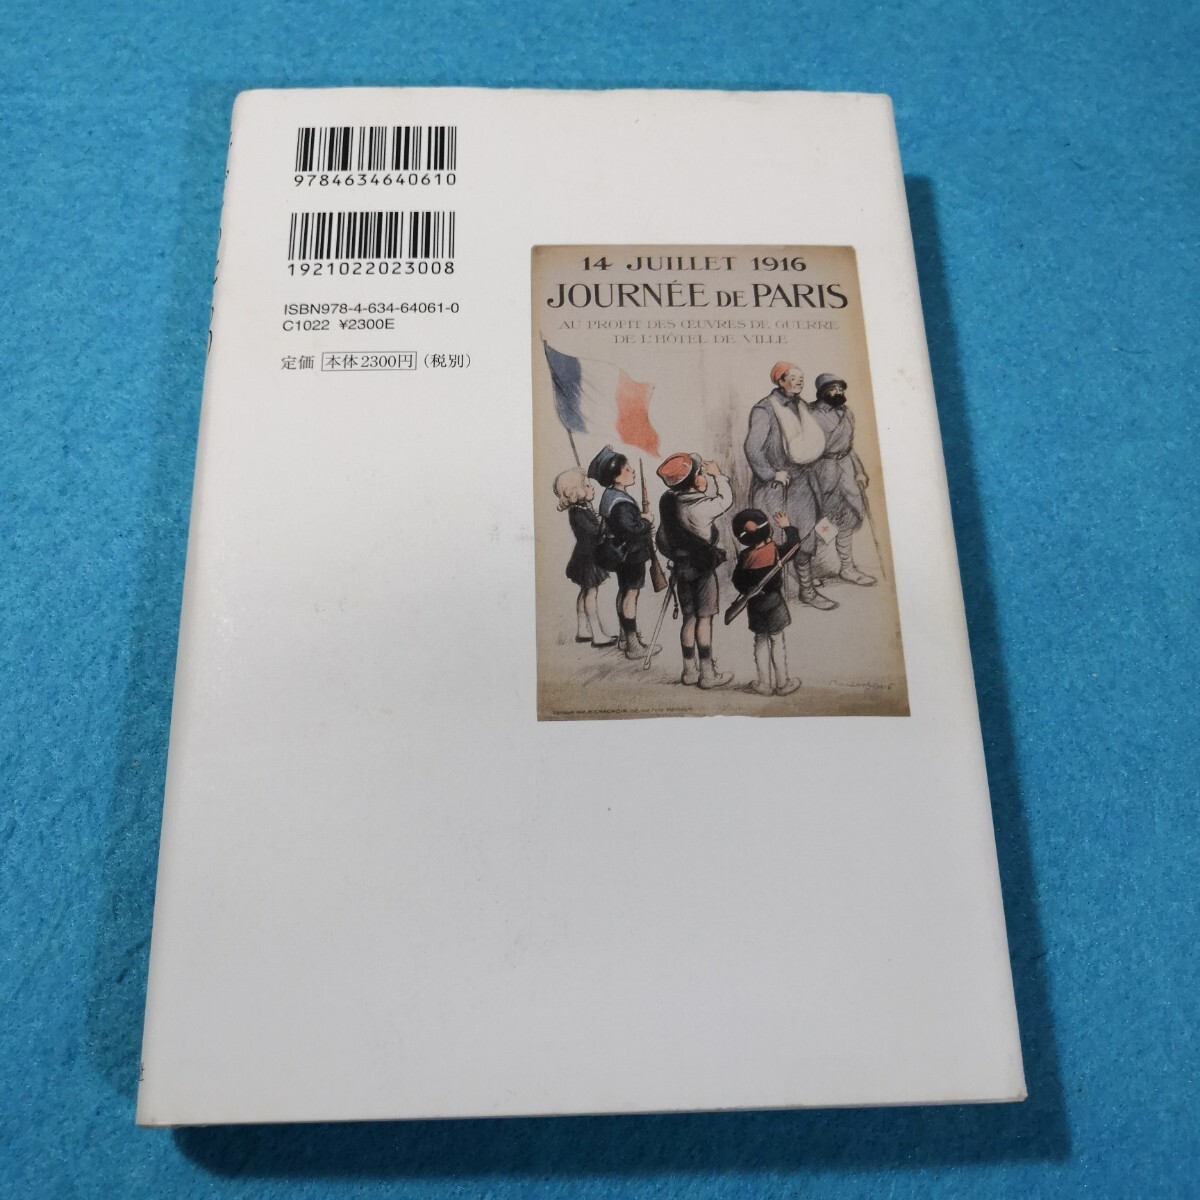 9784634640610
1921022023008
ISBN978-4-634-64061-0
C1022 ¥2300E
定価 本体2300円 (税別)
14 JUILLET 1916
JOURNÉE DE PARIS
AU PROFIT DES ŒUVRES DE GUERRE
DE L'HÔTEL DE VILLE